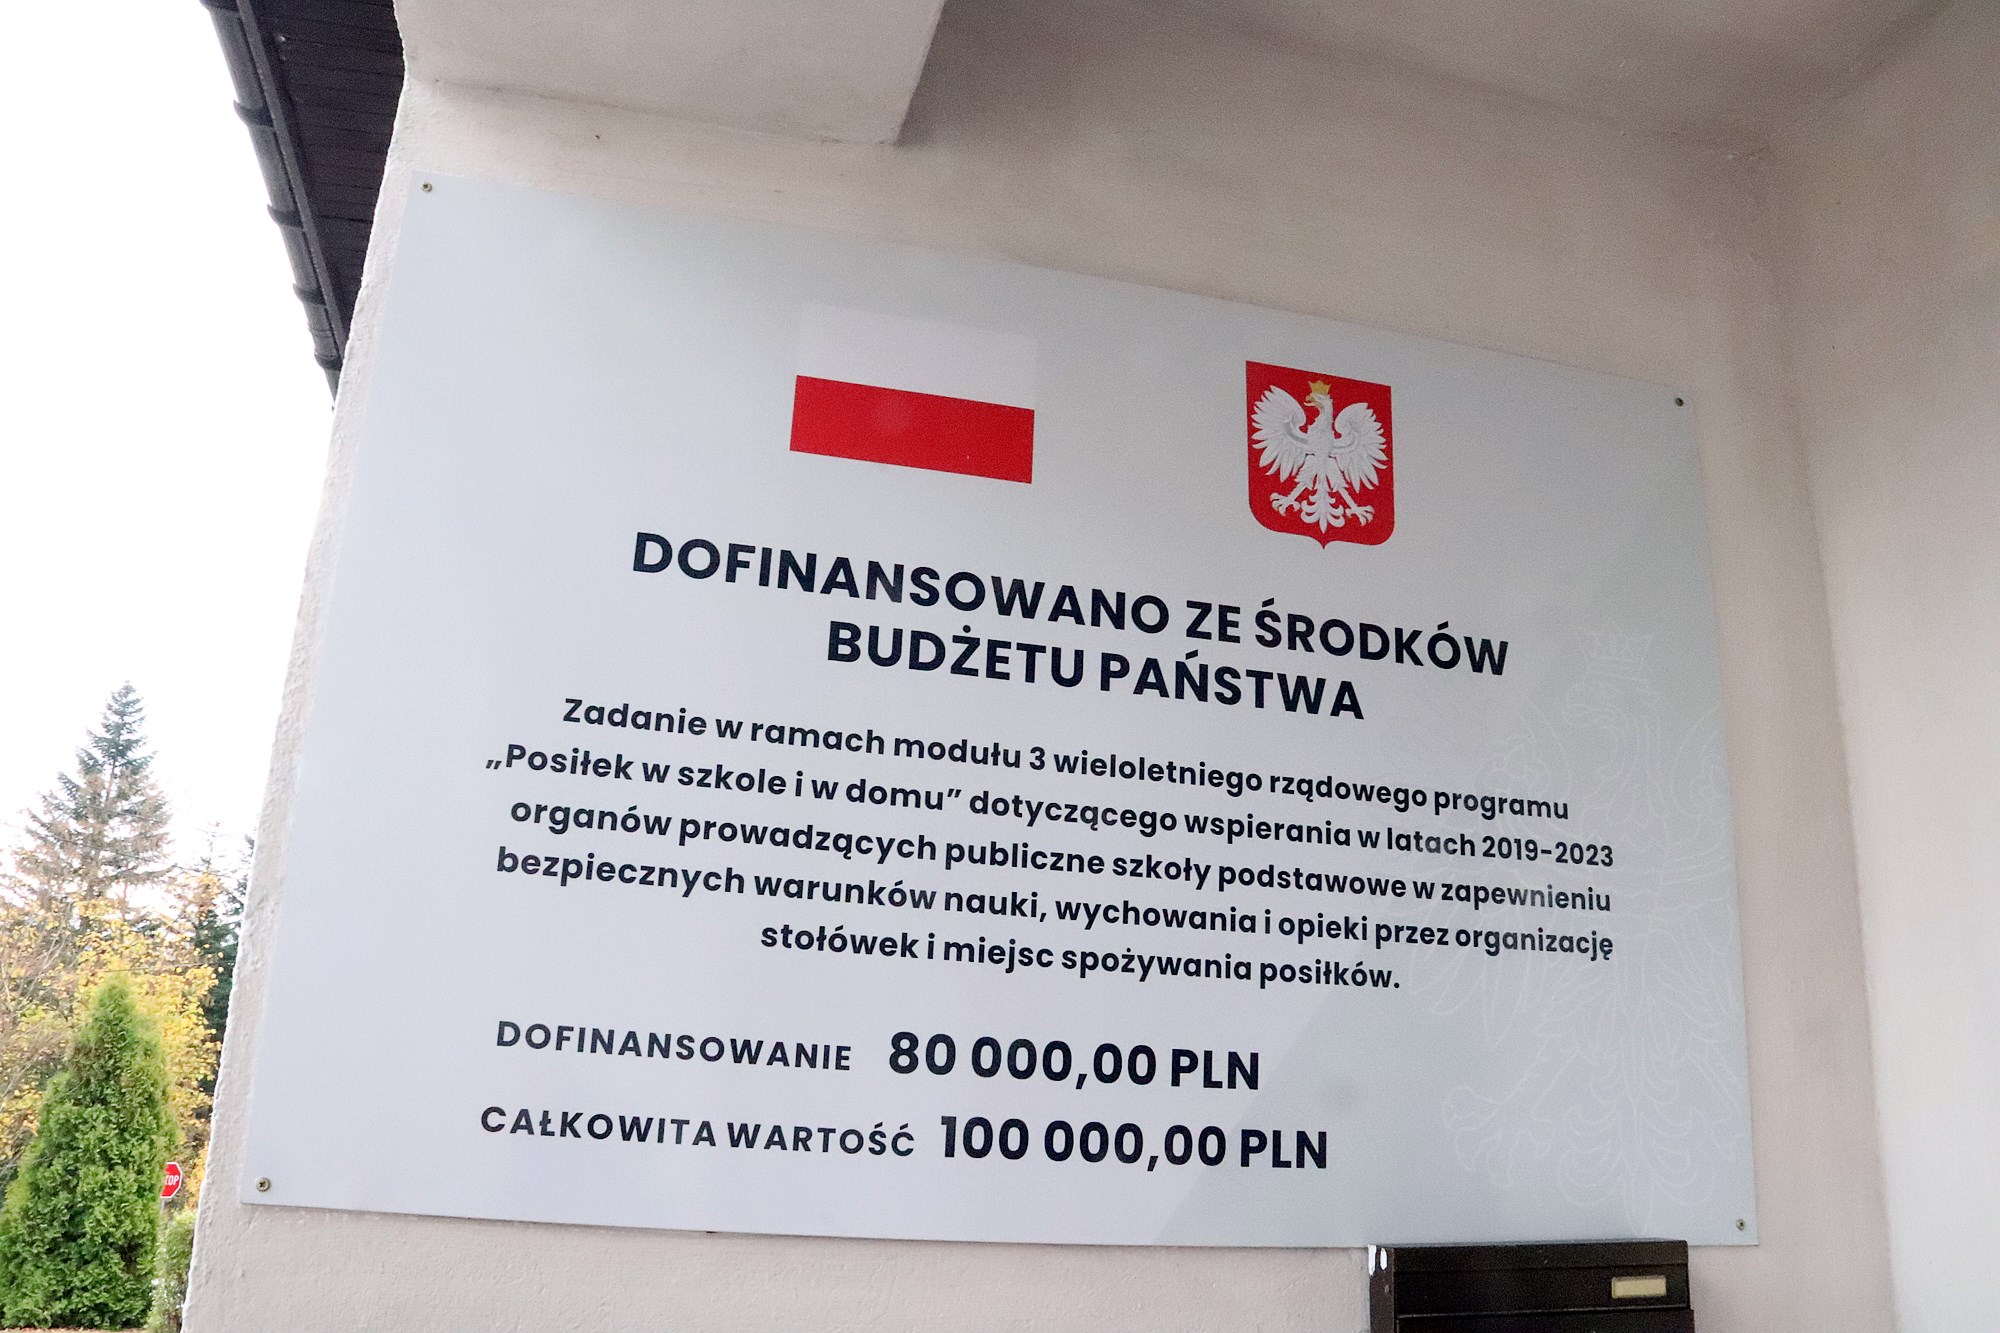 DOFINANSOWANO ZE ŚRODKÓW
BUDŻETU PAŃSTWA
Zadanie w ramach modułu 3 wieloletniego rządowego programu
„Posiłek w szkole i w domu” dotyczącego wspierania w latach 2019-2023
organów prowadzących publiczne szkoły podstawowe w zapewnieniu
bezpiecznych warunków nauki, wychowania i opieki przez organizację
stołówek i miejsc spożywania posiłków.
DOFINANSOWANIE 80 000,00 PLN
CAŁKOWITA WARTOŚĆ 100 000,00 PLN
TOP